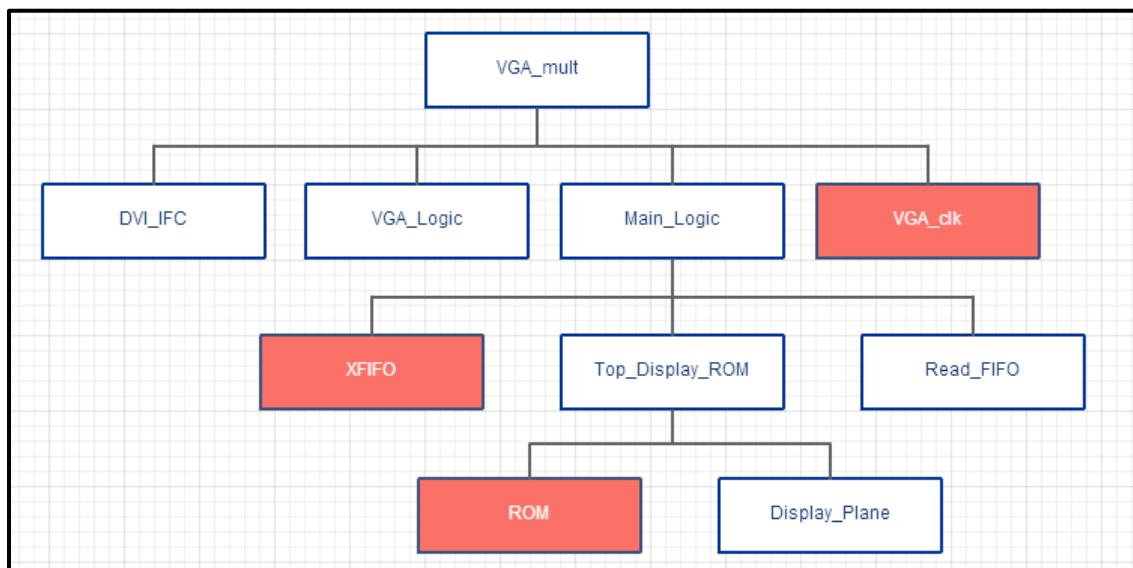 VGA_mult
DVI_IFC
VGA_Logic
Main_Logic
VGA_clk
XFIFO
Top_Display_ROM
Read_FIFO
ROM
Display_Plane